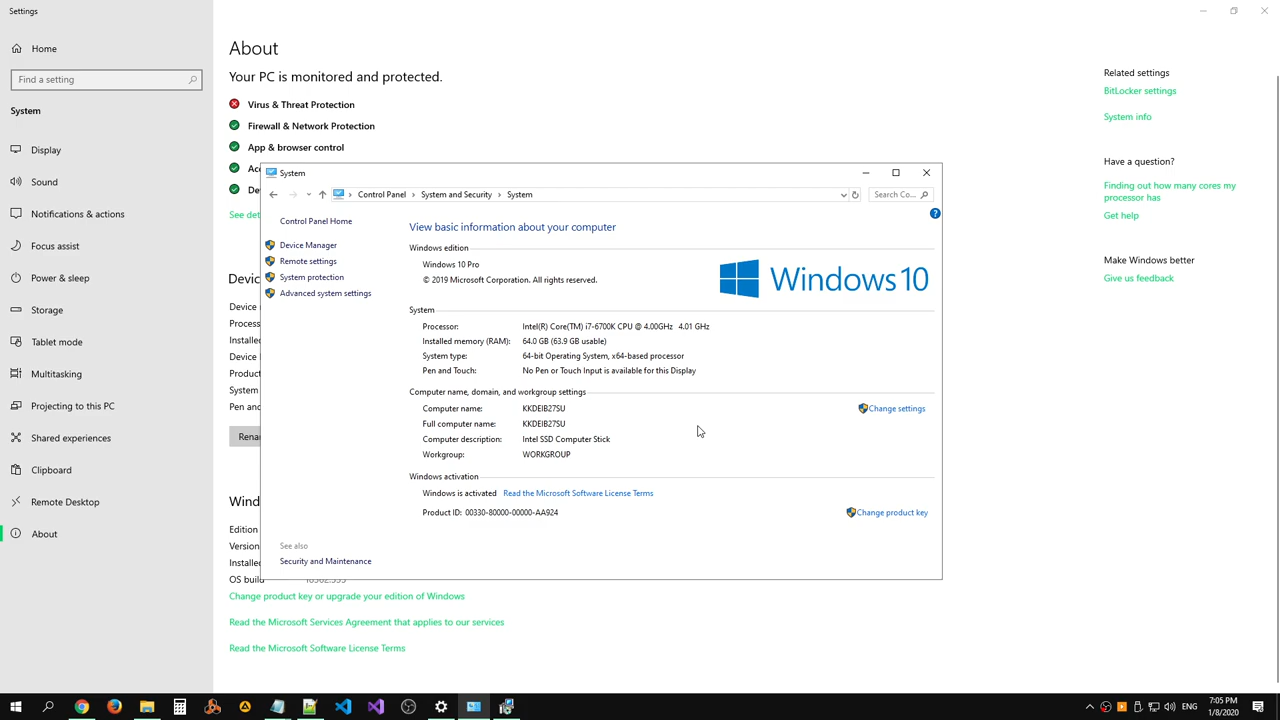 Settings
Home
Find a setting
System
Display
Sound
Notifications & actions
Focus assist
Power & sleep
Storage
Tablet mode
Multitasking
Projecting to this PC
Shared experiences
Clipboard
Remote Desktop
About
About
Your PC is monitored and protected.
Virus & Threat Protection
Firewall & Network Protection
App & browser control
See det
Rena
Edition
Version
Installed
OS build
Change product key or upgrade your edition of Windows
Read the Microsoft Services Agreement that applies to our services
Read the Microsoft Software License Terms
System
Control Panel > System and Security > System
Search Co...
Control Panel Home
Device Manager
Remote settings
System protection
Advanced system settings
See also
Security and Maintenance
View basic information about your computer
Windows edition
Windows 10 Pro
© 2019 Microsoft Corporation. All rights reserved.
Windows 10
System
Processor: Intel(R) Core(TM) i7-6700K CPU @ 4.00GHz 4.01 GHz
Installed memory (RAM): 64.0 GB (63.9 GB usable)
System type: 64-bit Operating System, x64-based processor
Pen and Touch: No Pen or Touch Input is available for this Display
Computer name, domain, and workgroup settings
Computer name: KKDEIB27SU
Change settings
Full computer name: KKDEIB27SU
Computer description: Intel SSD Computer Stick
Workgroup: WORKGROUP
Windows activation
Windows is activated Read the Microsoft Software License Terms
Product ID: 00330-80000-00000-AA924
Change product key
Related settings
BitLocker settings
System info
Have a question?
Finding out how many cores my
processor has
Get help
Make Windows better
Give us feedback
ENG
7:05 PM
1/8/2020